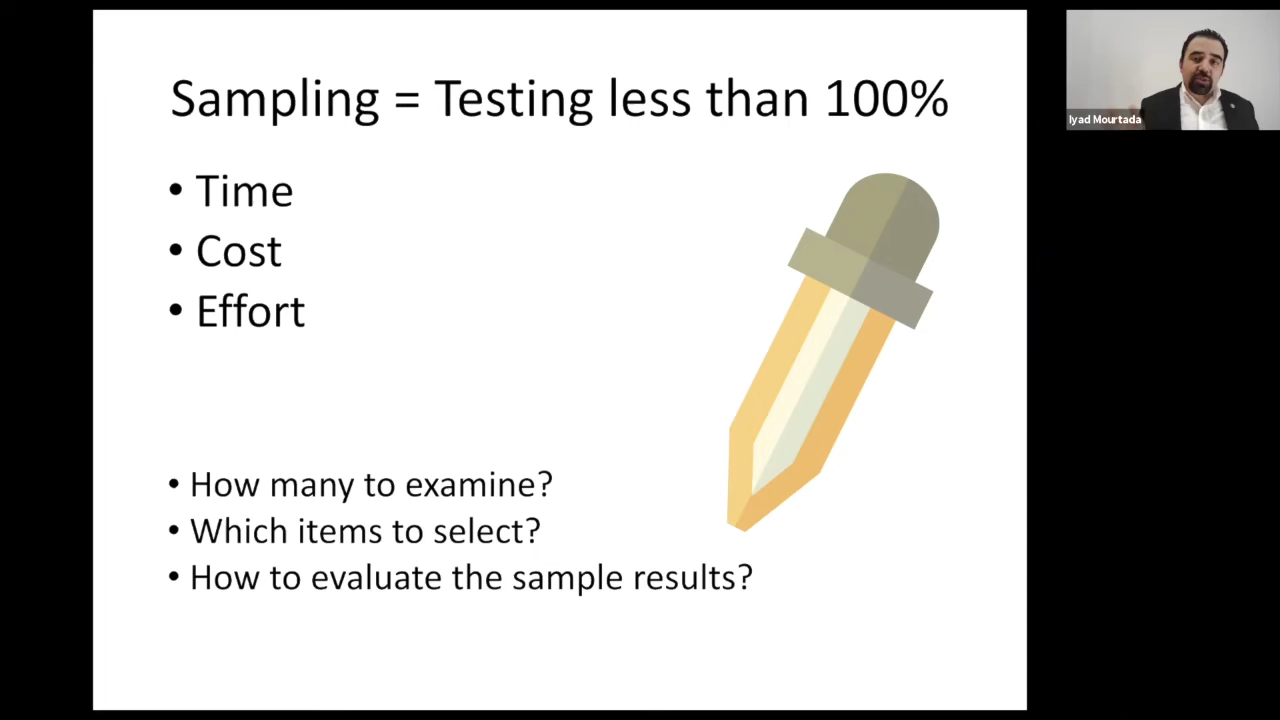 Sampling = Testing less than 100%
• Time
• Cost
• Effort
• How many to examine?
• Which items to select?
• How to evaluate the sample results?
Iyad Mourtada